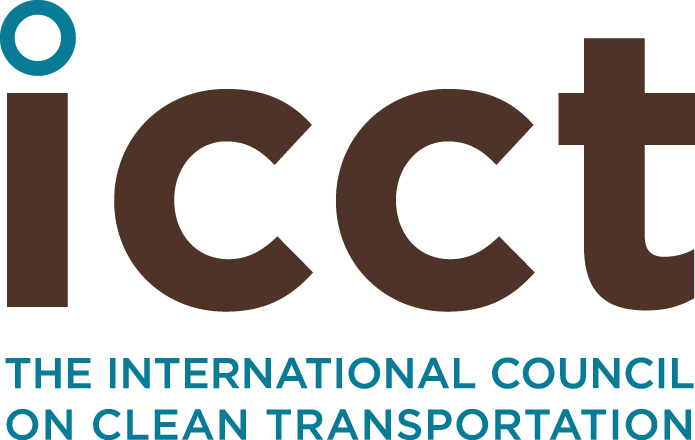 icct
THE INTERNATIONAL COUNCIL
ON CLEAN TRANSPORTATION